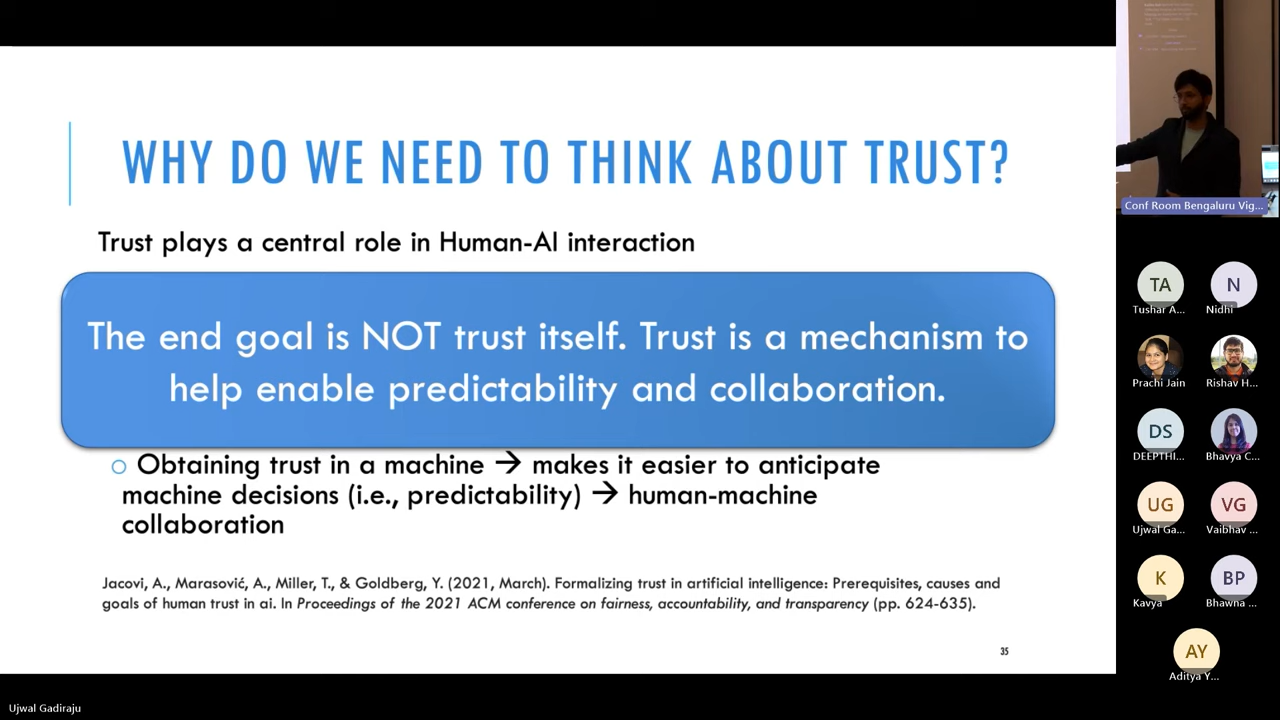 WHY DO WE NEED TO THINK ABOUT TRUST?
Trust plays a central role in Human-AI interaction
The end goal is NOT trust itself. Trust is a mechanism to
help enable predictability and collaboration.
Obtaining trust in a machine → makes it easier to anticipate
machine decisions (i.e., predictability) → human-machine
collaboration
Jacovi, A., Marasović, A., Miller, T., & Goldberg, Y. (2021, March). Formalizing trust in artificial intelligence: Prerequisites, causes and
goals of human trust in ai. In Proceedings of the 2021 ACM conference on fairness, accountability, and transparency (pp. 624-635).
35
Ujwal Gadiraju
Conf Room Bengaluru Vig...
TA
N
Tushar A...
Nidhi
Prachi Jain
Rishav H...
DS
DEEPTHI...
Bhavya C...
UG
VG
Ujwal Ga...
Vaibhav ...
K
BP
Kavya
Bhawna ...
AY
Aditya Y...